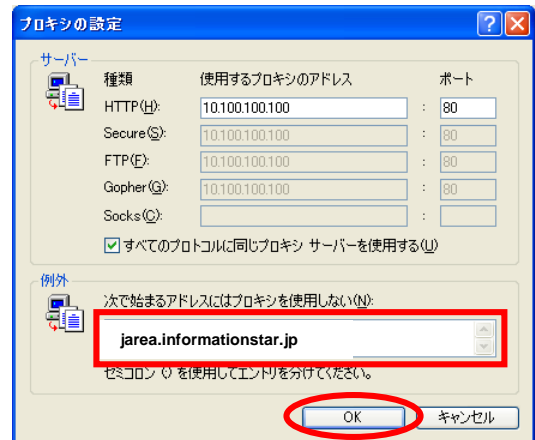 プロキシの設定
サーバー
種類 使用するプロキシのアドレス ポート
HTTP(H): 10.100.100.100 : 80
Secure(S): 10.100.100.100 : 80
FTP(F): 10.100.100.100 : 80
Gopher(G): 10.100.100.100 : 80
Socks(C): :
すべてのプロトコルに同じプロキシ サーバーを使用する(U)
例外
次で始まるアドレスにはプロキシを使用しない(N):
jarea.informationstar.jp
セミコロン (;) を使用してエントリを分けてください。
OK キャンセル